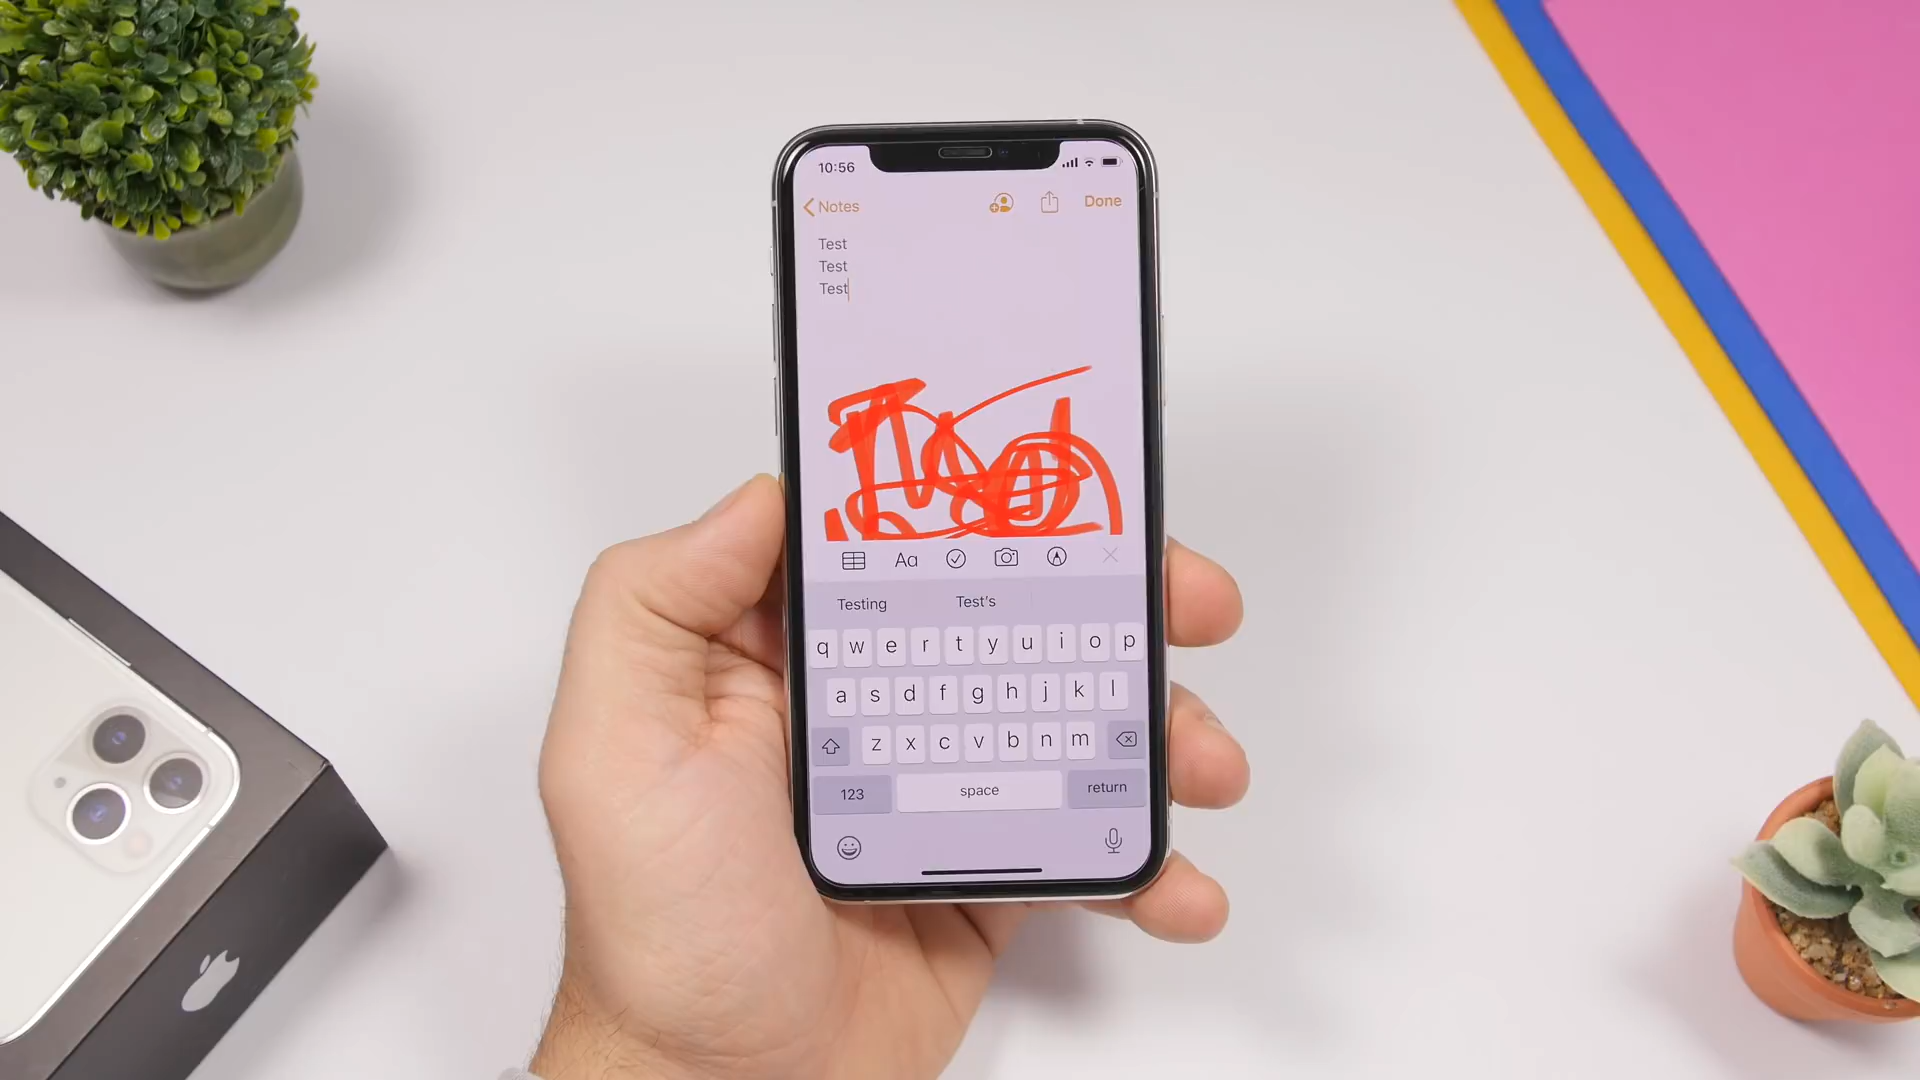 10:56
Notes Done
Test
Test
Test
Aa
Testing Test's
q w e r t y u i o p
a s d f g h j k l
z x c v b n m
123 space return